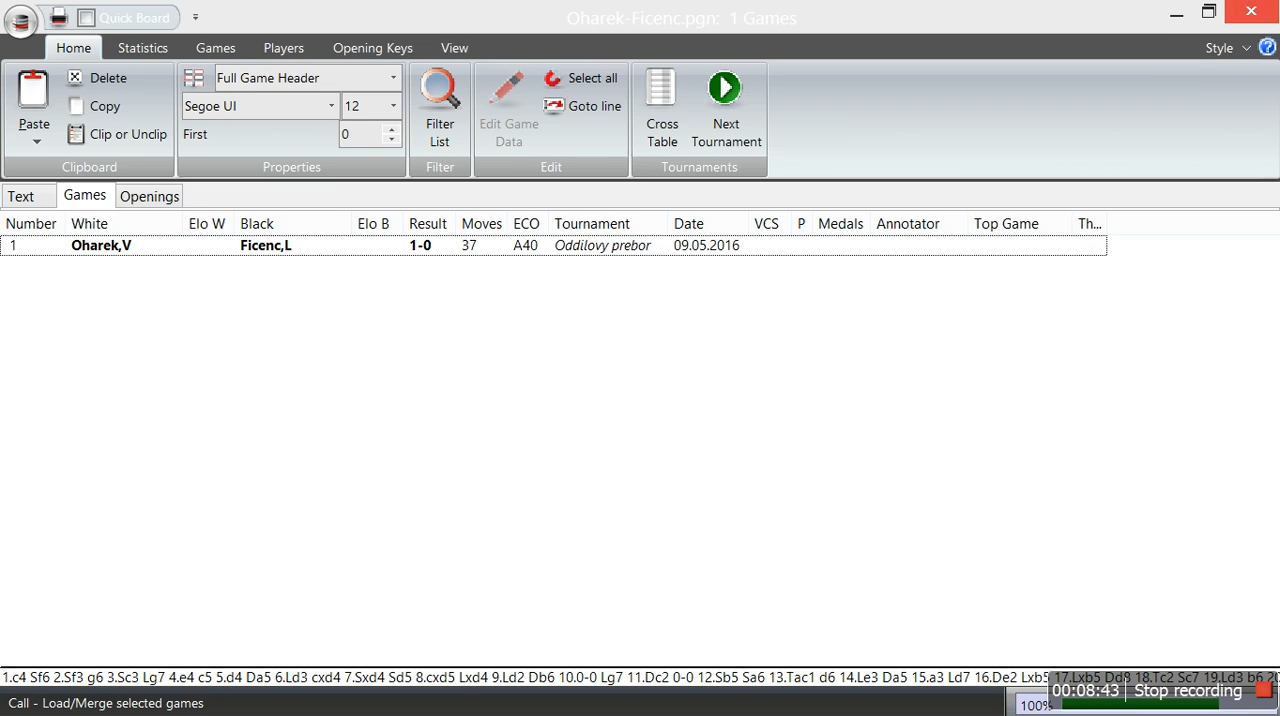 Quick Board
Oharek-Ficenc.pgn: 1 Games
Home Statistics Games Players Opening Keys View Style
Paste
Delete
Copy
Clip or Unclip
Clipboard
Full Game Header
Segoe UI 12
First 0
Properties
Filter
List
Filter
Edit Game
Data
Select all
Goto line
Edit
Cross
Table
Next
Tournament
Tournaments
Text Games Openings
Number White Elo W Black Elo B Result Moves ECO Tournament Date VCS P Medals Annotator Top Game Th...
1 Oharek,V Ficenc,L 1-0 37 A40 Oddilovy prebor 09.05.2016
1.c4 Sf6 2.Sf3 g6 3.Sc3 Lg7 4.e4 c5 5.d4 Da5 6.Ld3 cxd4 7.Sxd4 Sd5 8.cxd5 Lxd4 9.Ld2 Db6 10.0-0 Lg7 11.Dc2 0-0 12.Sb5 Sa6 13.Tac1 d6 14.Le3 Da5 15.a3 Ld7 16.De2 Lxb5 17.Lxb5 Dd8 18.Tc2 Sc7 19.Ld3 b6
Call - Load/Merge selected games
100%
00:08:43 Stop recording